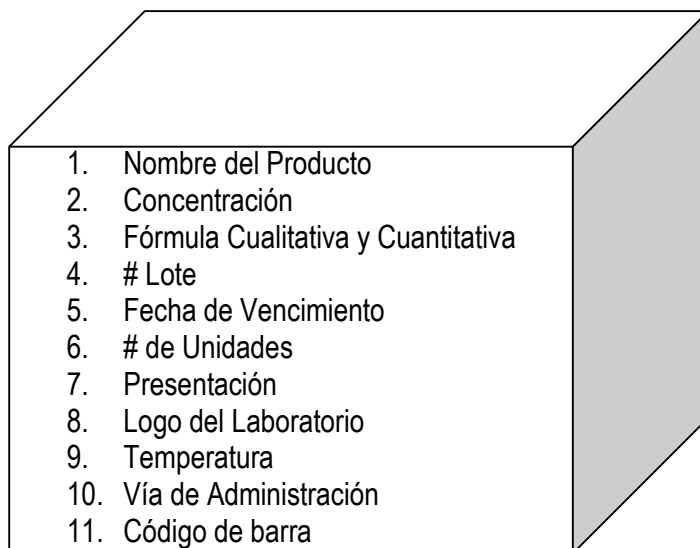 1. Nombre del Producto
2. Concentración
3. Fórmula Cualitativa y Cuantitativa
4. # Lote
5. Fecha de Vencimiento
6. # de Unidades
7. Presentación
8. Logo del Laboratorio
9. Temperatura
10. Vía de Administración
11. Código de barra